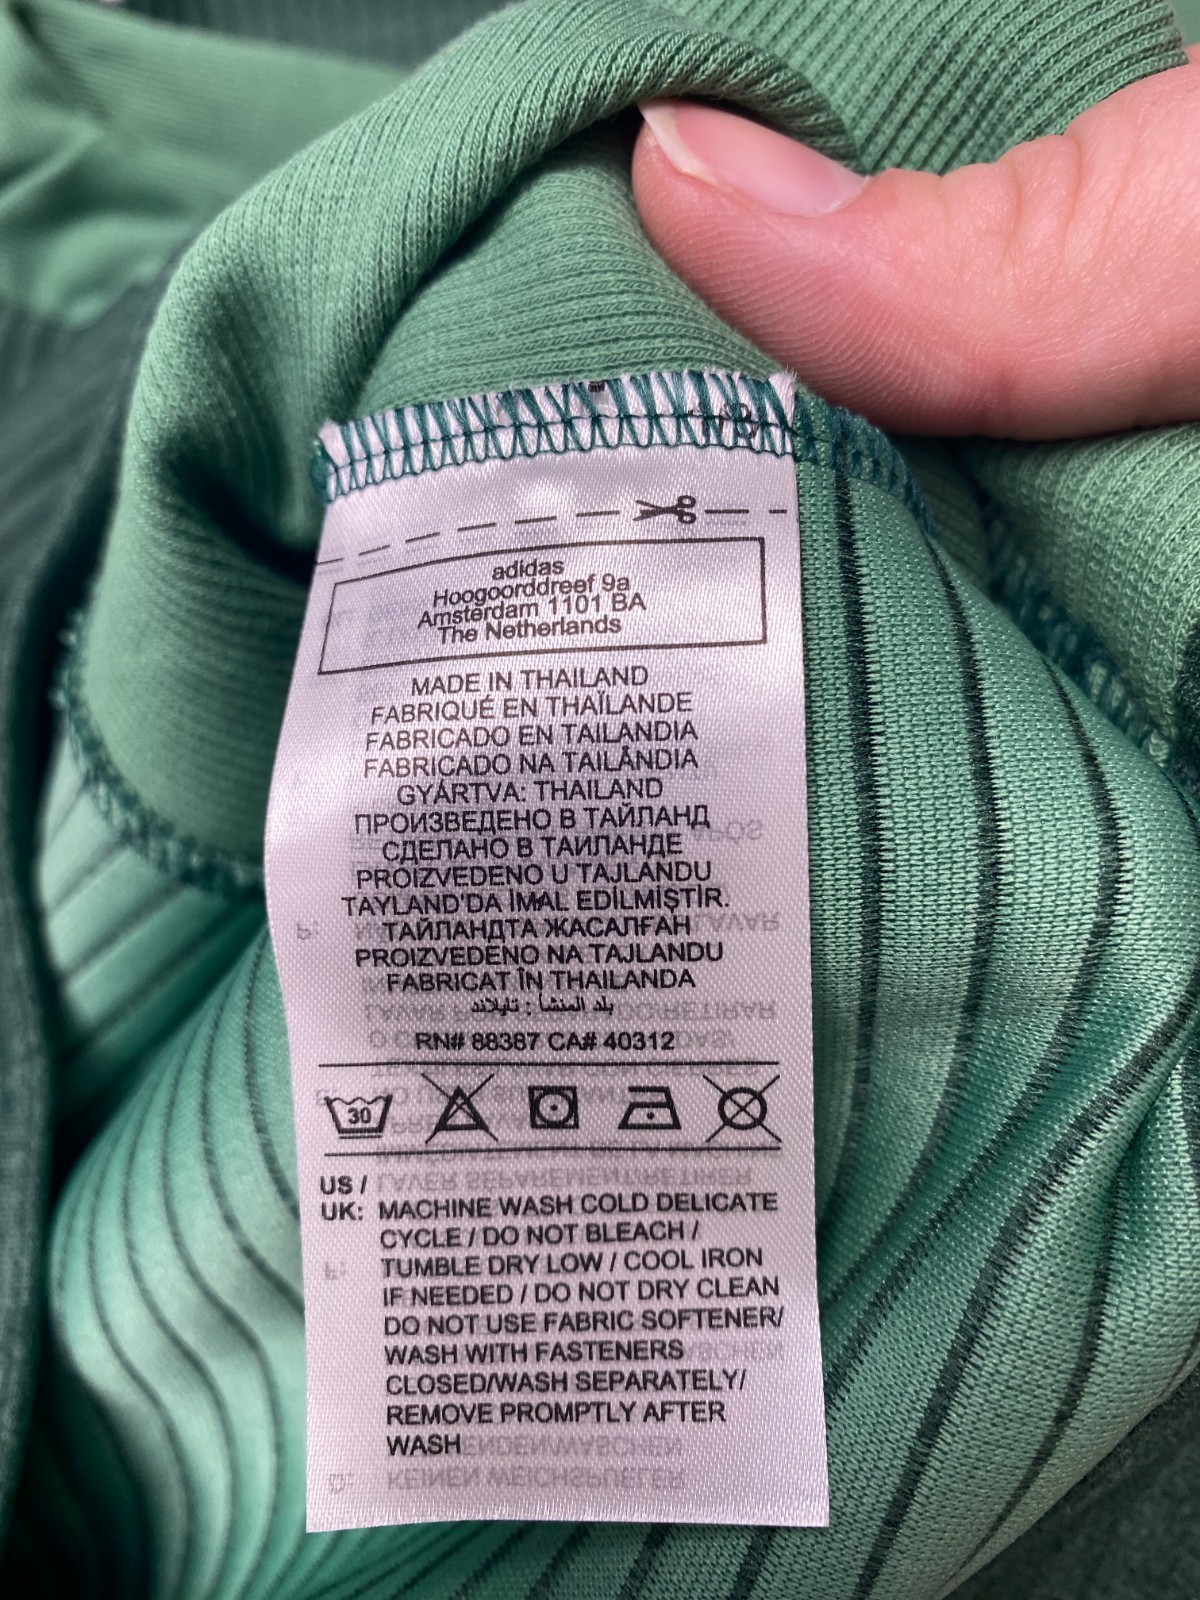 adidas
Hoogoorddreef 9a
Amsterdam 1101 BA
The Netherlands
MADE IN THAILAND
FABRIQUÉ EN THAÏLANDE
FABRICADO EN TAILANDIA
FABRICADO NA TAILÂNDIA
GYÁRTVA: THAILAND
ПРОИЗВЕДЕНО В ТАЙЛАНД
СДЕЛАНО В ТАИЛАНДЕ
PROIZVEDENO U TAJLANDU
TAYLAND'DA İMAL EDİLMİŞTİR.
ТАЙЛАНДТА ЖАСАЛҒАН
PROIZVEDENO NA TAJLANDU
FABRICAT ÎN THAILANDA
بلد المنشأ : تايلاند
RN# 88387 CA# 40312
30
US /
UK: MACHINE WASH COLD DELICATE
CYCLE / DO NOT BLEACH /
TUMBLE DRY LOW / COOL IRON
IF NEEDED / DO NOT DRY CLEAN
DO NOT USE FABRIC SOFTENER/
WASH WITH FASTENERS
CLOSED/WASH SEPARATELY/
REMOVE PROMPTLY AFTER
WASH